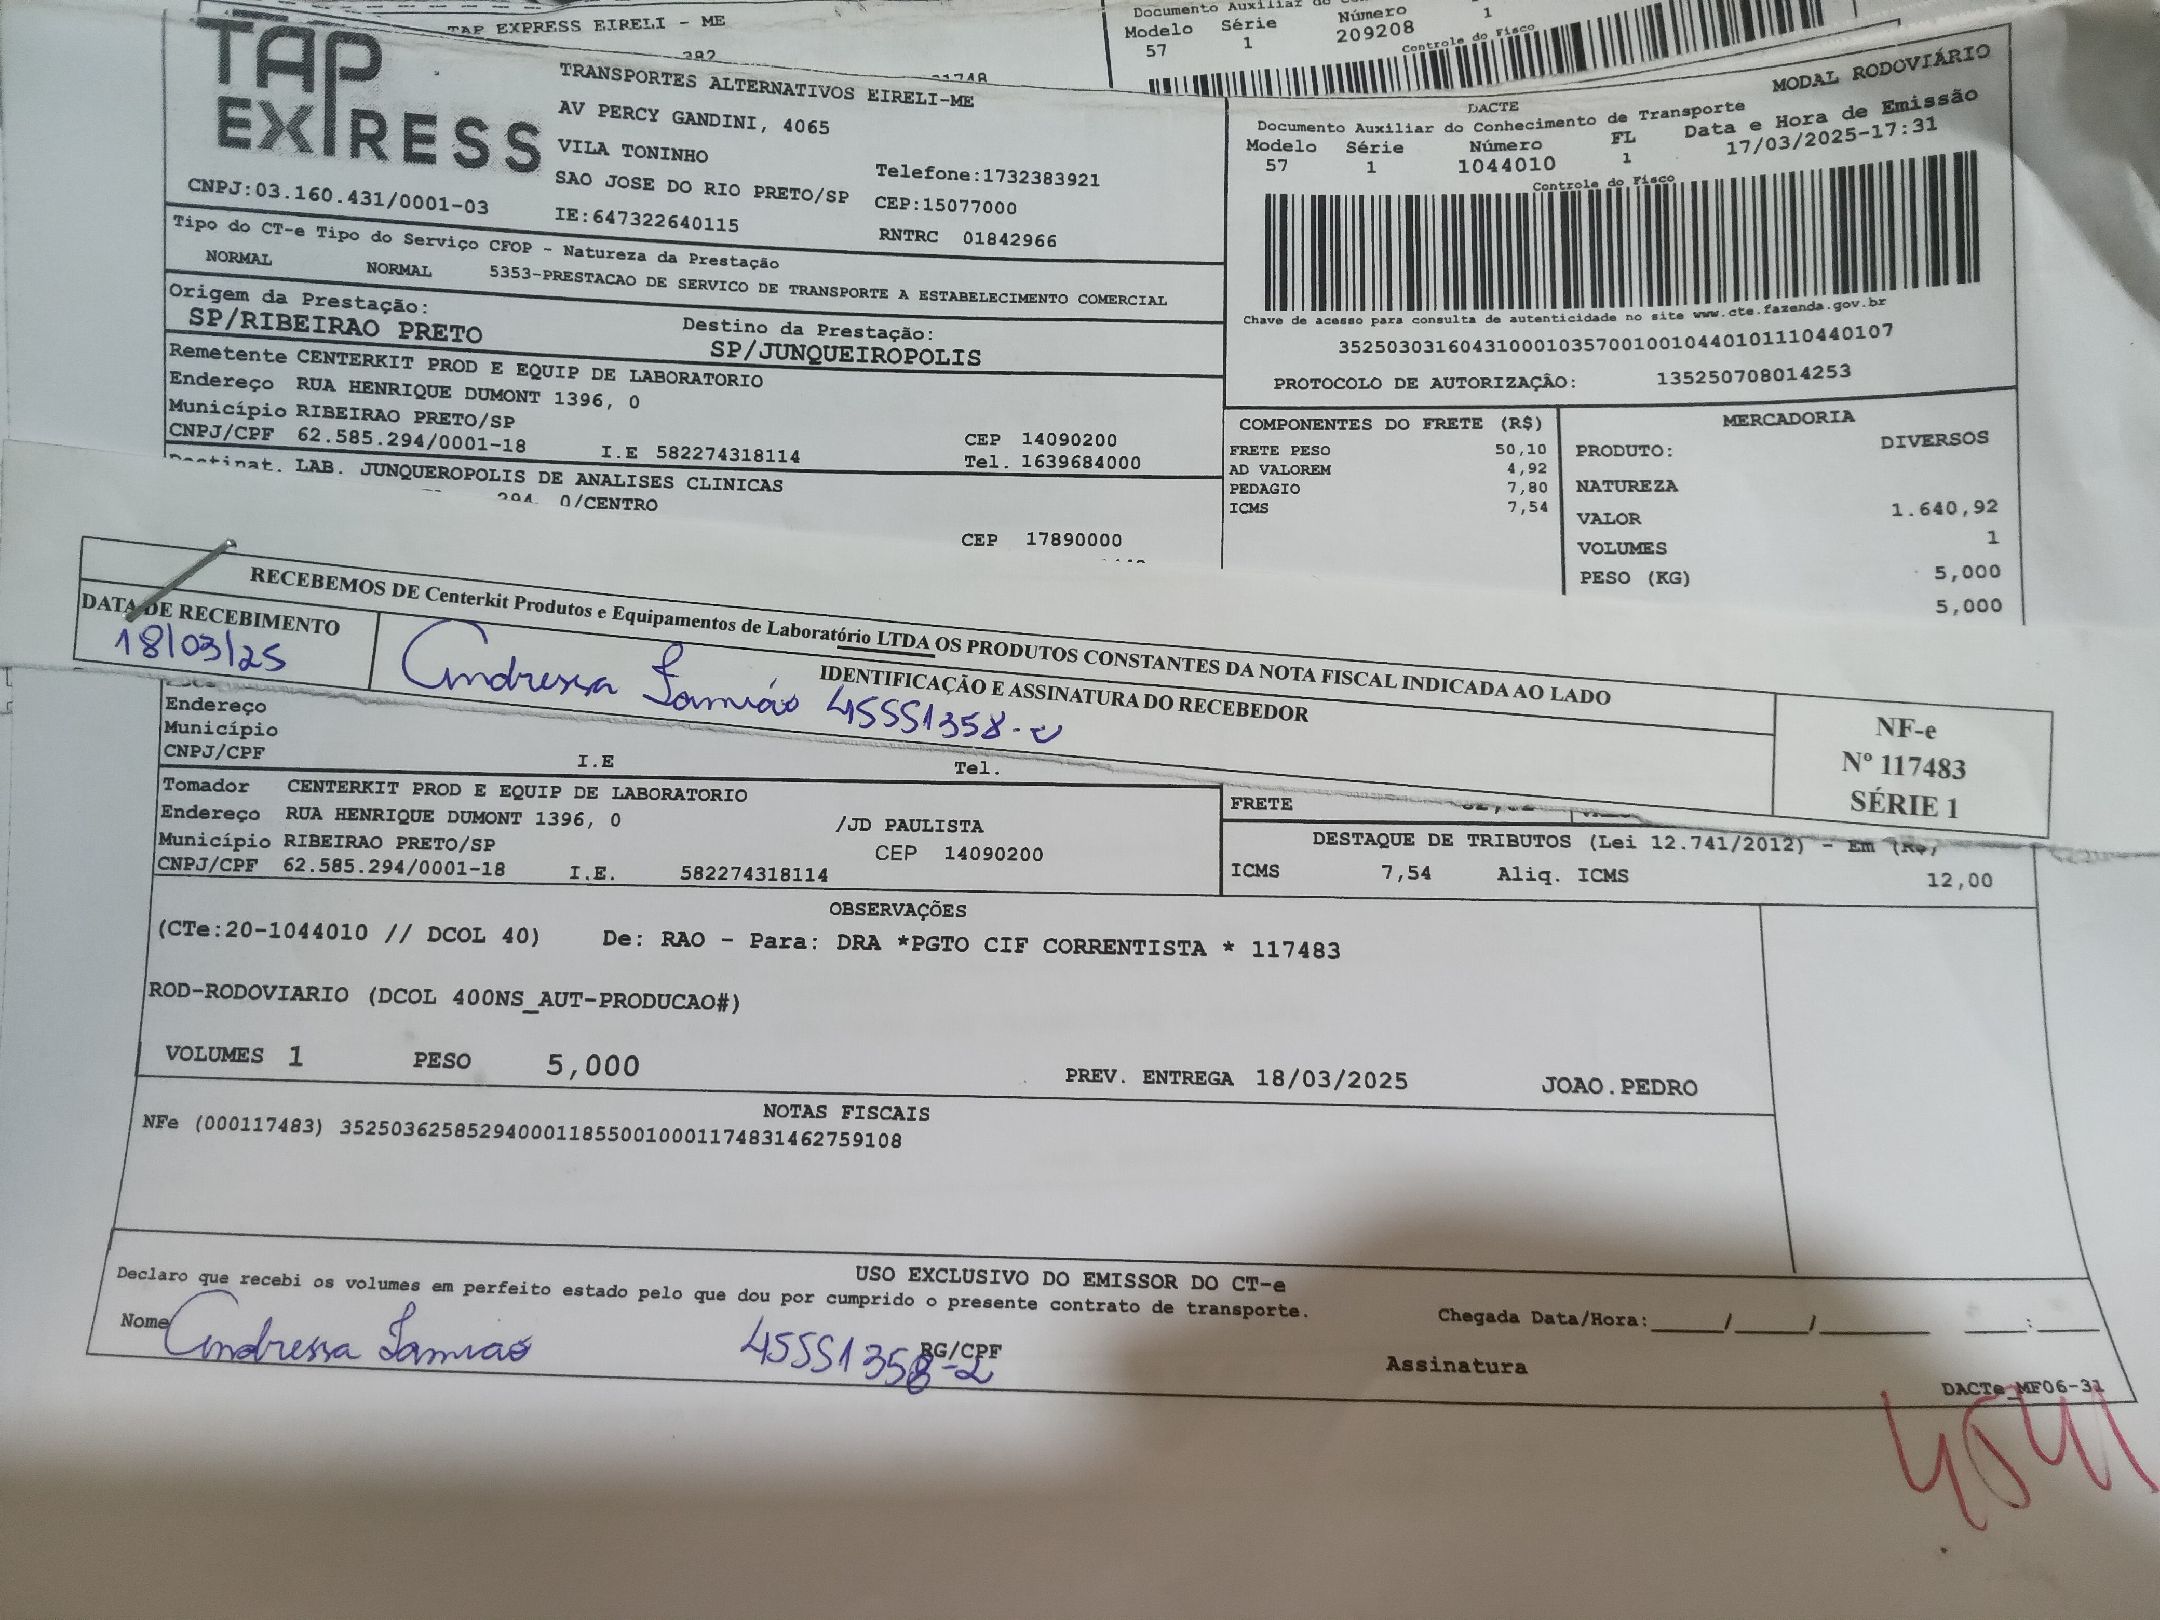 TAP EXPRESS EIRELI - ME
Documento Auxiliar do
Modelo Série Número 1
57 1 209208
Controle do Fisco
TAP EXPRESS
TRANSPORTES ALTERNATIVOS EIRELI-ME
AV PERCY GANDINI, 4065
VILA TONINHO
SAO JOSE DO RIO PRETO/SP
Telefone:1732383921
CEP:15077000
CNPJ:03.160.431/0001-03
IE:647322640115
RNTRC 01842966
DACTE
MODAL RODOVIÁRIO
Documento Auxiliar do Conhecimento de Transporte
Modelo Série Número FL Data e Hora de Emissão
57 1 1044010 1 17/03/2025-17:31
Controle do Fisco
Chave de acesso para consulta de autenticidade no site www.cte.fazenda.gov.br
35250303160431000103570010010440101110440107
PROTOCOLO DE AUTORIZAÇÃO: 135250708014253
Tipo do CT-e Tipo do Serviço CFOP - Natureza da Prestação
NORMAL NORMAL 5353-PRESTACAO DE SERVICO DE TRANSPORTE A ESTABELECIMENTO COMERCIAL
Origem da Prestação:
SP/RIBEIRAO PRETO
Destino da Prestação:
SP/JUNQUEIROPOLIS
Remetente CENTERKIT PROD E EQUIP DE LABORATORIO
Endereço RUA HENRIQUE DUMONT 1396, 0
Município RIBEIRAO PRETO/SP CEP 14090200
CNPJ/CPF 62.585.294/0001-18 I.E 582274318114 Tel. 1639684000
Destinat. LAB. JUNQUEROPOLIS DE ANALISES CLINICAS
0/CENTRO
CEP 17890000
COMPONENTES DO FRETE (R$)
FRETE PESO 50,10
AD VALOREM 4,92
PEDAGIO 7,80
ICMS 7,54
MERCADORIA
PRODUTO: DIVERSOS
NATUREZA
VALOR 1.640,92
VOLUMES 1
PESO (KG) 5,000
5,000
RECEBEMOS DE Centerkit Produtos e Equipamentos de Laboratório LTDA OS PRODUTOS CONSTANTES DA NOTA FISCAL INDICADA AO LADO
DATA DE RECEBIMENTO
18/03/25
IDENTIFICAÇÃO E ASSINATURA DO RECEBEDOR
Andressa Damião 45551358-2
NF-e
Nº 117483
SÉRIE 1
Endereço
Município
CNPJ/CPF I.E Tel.
Tomador CENTERKIT PROD E EQUIP DE LABORATORIO
Endereço RUA HENRIQUE DUMONT 1396, 0 /JD PAULISTA
Município RIBEIRAO PRETO/SP CEP 14090200
CNPJ/CPF 62.585.294/0001-18 I.E. 582274318114
FRETE
DESTAQUE DE TRIBUTOS (Lei 12.741/2012) - Em (R$)
ICMS 7,54 Aliq. ICMS 12,00
OBSERVAÇÕES
(CTe:20-1044010 // DCOL 40) De: RAO - Para: DRA *PGTO CIF CORRENTISTA * 117483
ROD-RODOVIARIO (DCOL 400NS_AUT-PRODUCAO#)
VOLUMES 1 PESO 5,000 PREV. ENTREGA 18/03/2025 JOAO.PEDRO
NOTAS FISCAIS
NFe (000117483) 35250362585294000118550010001174831462759108
USO EXCLUSIVO DO EMISSOR DO CT-e
Declaro que recebi os volumes em perfeito estado pelo que dou por cumprido o presente contrato de transporte.
Chegada Data/Hora:____/____/______ ___:___
Nome Andressa Damiao 45551358-2 RG/CPF
Assinatura
DACTe_MF06-31